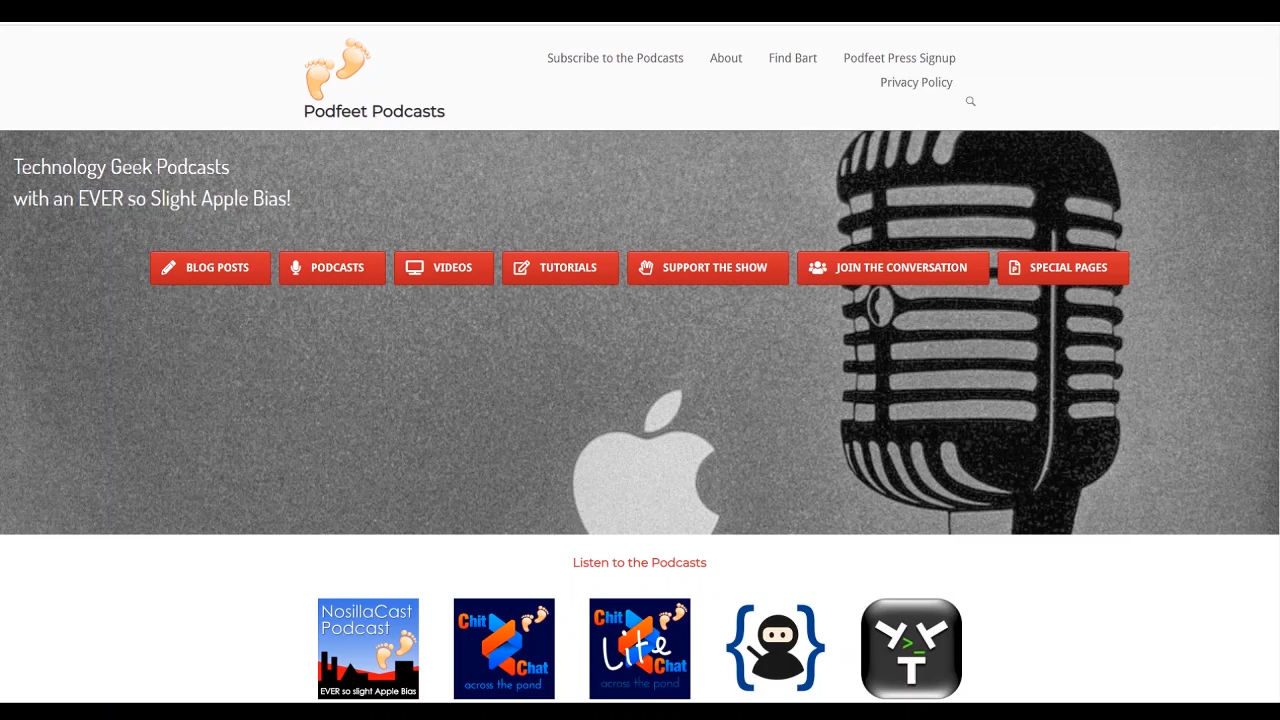 Subscribe to the Podcasts About Find Bart Podfeet Press Signup
Privacy Policy
Podfeet Podcasts
Technology Geek Podcasts
with an EVER so Slight Apple Bias!
BLOG POSTS PODCASTS VIDEOS TUTORIALS SUPPORT THE SHOW JOIN THE CONVERSATION SPECIAL PAGES
Listen to the Podcasts
NosillaCast
Podcast
EVER so slight Apple Bias
Chit
Chat
across the pond
Chit
Lite
Chat
across the pond
{ }
Y >_ Y
T